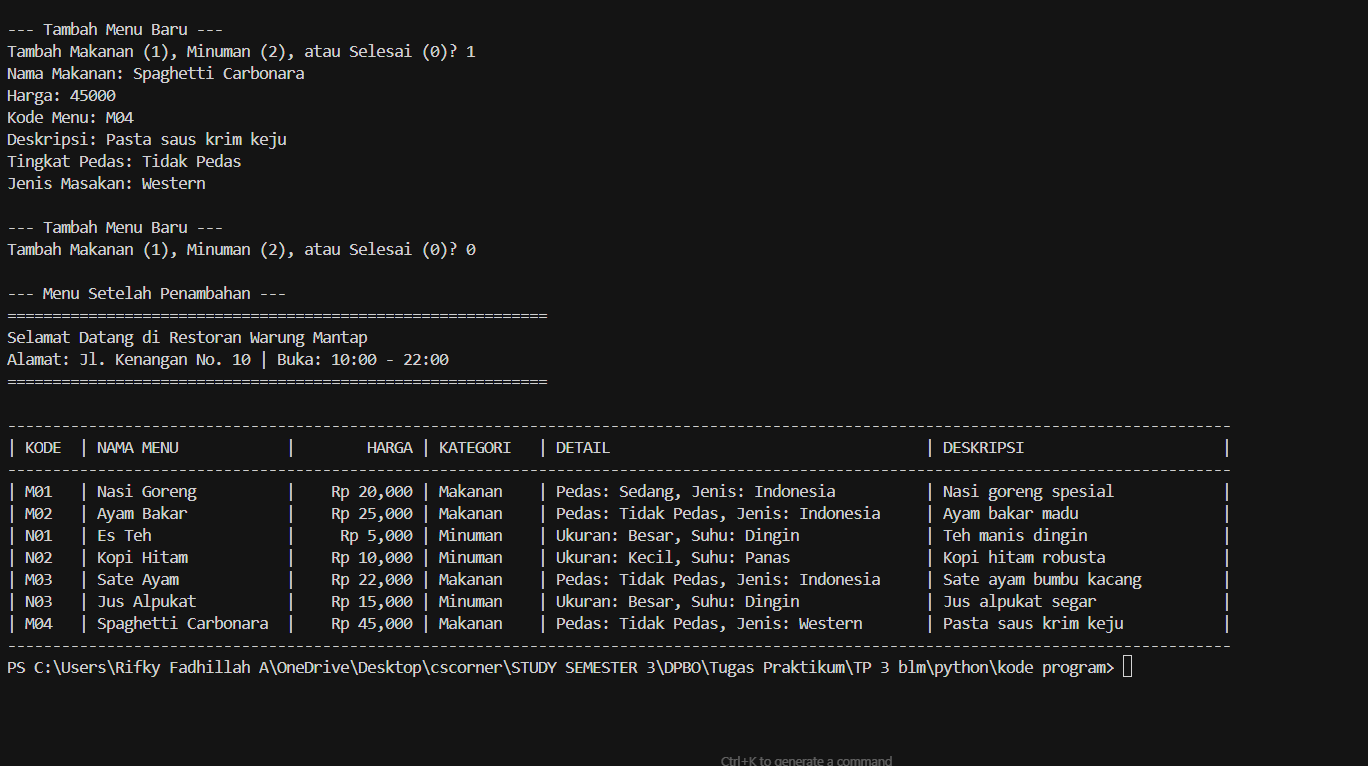 --- Tambah Menu Baru ---
Tambah Makanan (1), Minuman (2), atau Selesai (0)? 1
Nama Makanan: Spaghetti Carbonara
Harga: 45000
Kode Menu: M04
Deskripsi: Pasta saus krim keju
Tingkat Pedas: Tidak Pedas
Jenis Masakan: Western

--- Tambah Menu Baru ---
Tambah Makanan (1), Minuman (2), atau Selesai (0)? 0

--- Menu Setelah Penambahan ---
============================================================
Selamat Datang di Restoran Warung Mantap
Alamat: Jl. Kenangan No. 10 | Buka: 10:00 - 22:00
============================================================

----------------------------------------------------------------------------------------------------------------------------------------
| KODE  | NAMA MENU            |        HARGA | KATEGORI   | DETAIL                                   | DESKRIPSI                      |
----------------------------------------------------------------------------------------------------------------------------------------
| M01   | Nasi Goreng          |    Rp 20,000 | Makanan    | Pedas: Sedang, Jenis: Indonesia          | Nasi goreng spesial            |
| M02   | Ayam Bakar           |    Rp 25,000 | Makanan    | Pedas: Tidak Pedas, Jenis: Indonesia     | Ayam bakar madu                |
| N01   | Es Teh               |     Rp 5,000 | Minuman    | Ukuran: Besar, Suhu: Dingin              | Teh manis dingin               |
| N02   | Kopi Hitam           |    Rp 10,000 | Minuman    | Ukuran: Kecil, Suhu: Panas               | Kopi hitam robusta             |
| M03   | Sate Ayam            |    Rp 22,000 | Makanan    | Pedas: Tidak Pedas, Jenis: Indonesia     | Sate ayam bumbu kacang         |
| N03   | Jus Alpukat          |    Rp 15,000 | Minuman    | Ukuran: Besar, Suhu: Dingin              | Jus alpukat segar              |
| M04   | Spaghetti Carbonara  |    Rp 45,000 | Makanan    | Pedas: Tidak Pedas, Jenis: Western       | Pasta saus krim keju           |
----------------------------------------------------------------------------------------------------------------------------------------
PS C:\Users\Rifky Fadhillah A\OneDrive\Desktop\cscorner\STUDY SEMESTER 3\DPBO\Tugas Praktikum\TP 3 blm\python\kode program>
Ctrl+K to generate a command